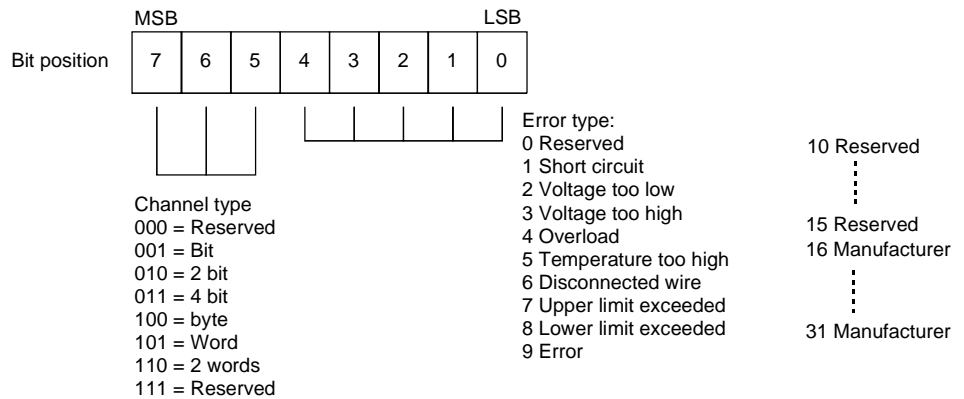 MSB LSB
Bit position 7 6 5 4 3 2 1 0
Channel type
000 = Reserved
001 = Bit
010 = 2 bit
011 = 4 bit
100 = byte
101 = Word
110 = 2 words
111 = Reserved
Error type:
0 Reserved
1 Short circuit
2 Voltage too low
3 Voltage too high
4 Overload
5 Temperature too high
6 Disconnected wire
7 Upper limit exceeded
8 Lower limit exceeded
9 Error
10 Reserved
15 Reserved
16 Manufacturer
31 Manufacturer